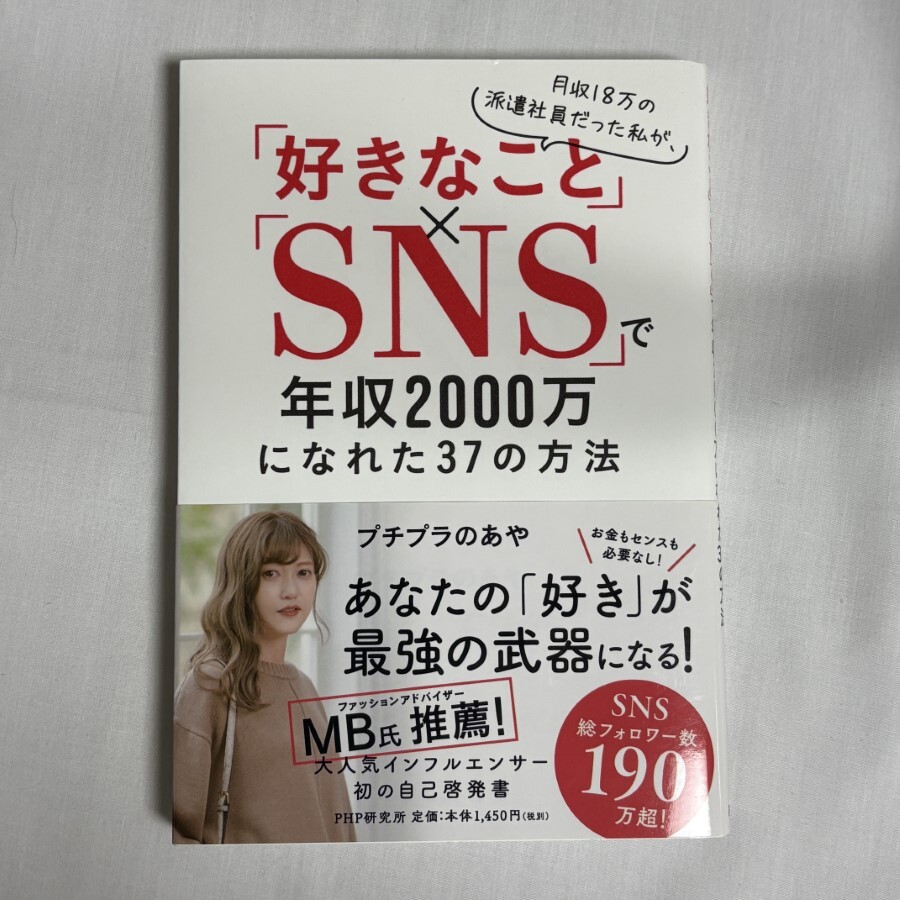 月収18万の
派遣社員だった私が、
「好きなこと」
×
「SNS」で
年収2000万
になれた37の方法
プチプラのあや
お金もセンスも
必要なし！
あなたの「好き」が
最強の武器になる！
ファッションアドバイザー
MB氏 推薦！
大人気インフルエンサー
初の自己啓発書
PHP研究所 定価：本体1,450円（税別）
SNS
総フォロワー数
190
万超！